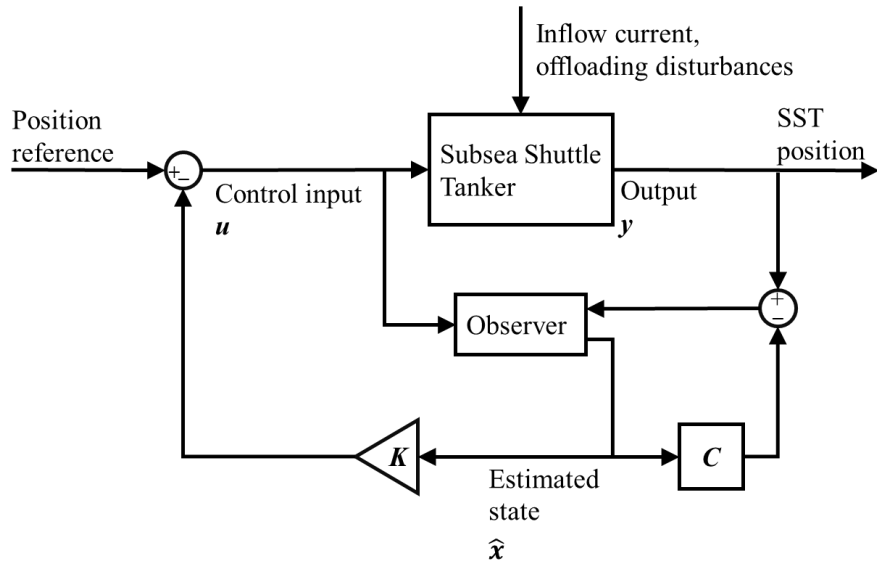 Inflow current,
offloading disturbances
Position
reference
SST
position
Subsea Shuttle
Tanker
+
−
Control input
u
Output
y
+
−
Observer
K
C
Estimated
state
x̂